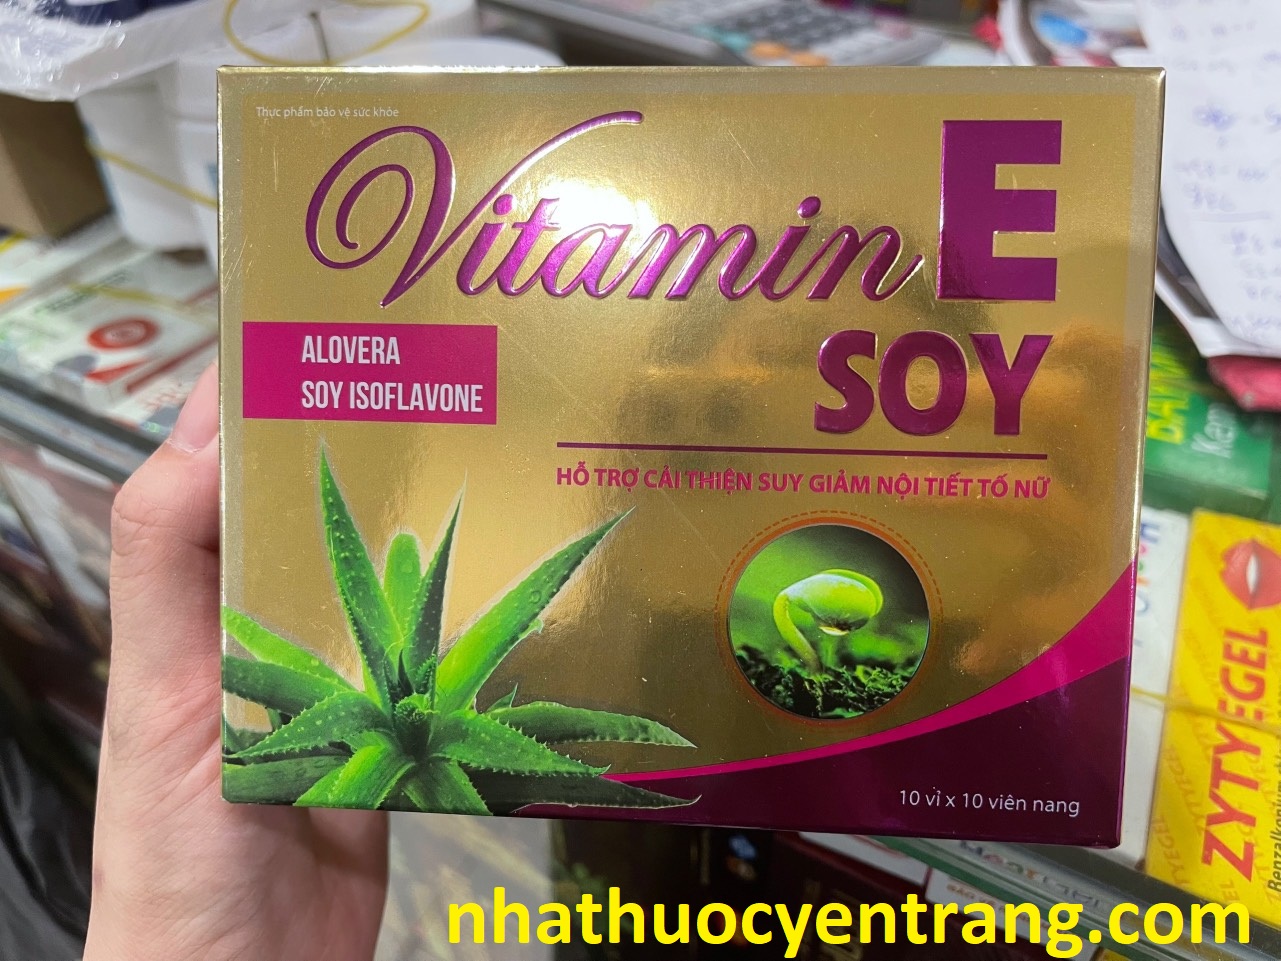 Thực phẩm bảo vệ sức khỏe
Vitamin E
SOY
ALOVERA
SOY ISOFLAVONE
HỖ TRỢ CẢI THIỆN SUY GIẢM NỘI TIẾT TỐ NỮ
10 vỉ x 10 viên nang
ZYTYEGEL
nhathuocyentrang.com